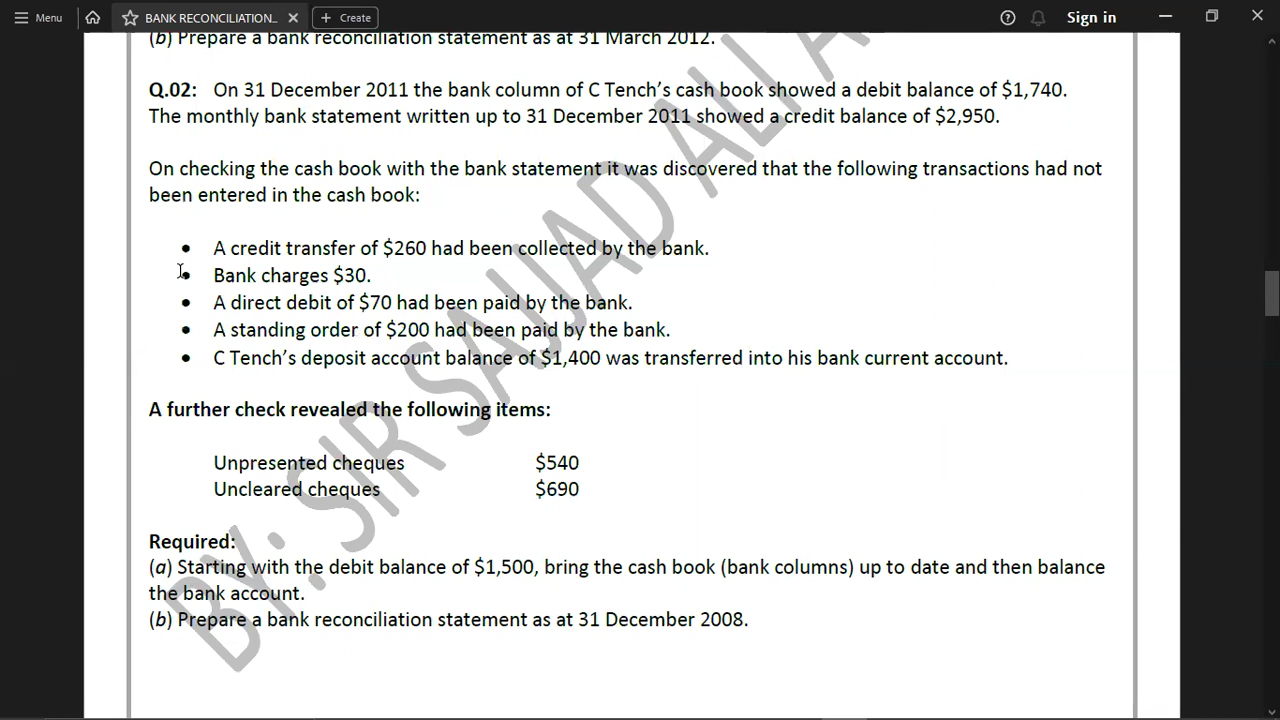 Menu
BANK RECONCILIATION...
Create
Sign in
(b) Prepare a bank reconciliation statement as at 31 March 2012.
Q.02: On 31 December 2011 the bank column of C Tench's cash book showed a debit balance of $1,740.
The monthly bank statement written up to 31 December 2011 showed a credit balance of $2,950.
On checking the cash book with the bank statement it was discovered that the following transactions had not
been entered in the cash book:
• A credit transfer of $260 had been collected by the bank.
• Bank charges $30.
• A direct debit of $70 had been paid by the bank.
• A standing order of $200 had been paid by the bank.
• C Tench's deposit account balance of $1,400 was transferred into his bank current account.
A further check revealed the following items:
Unpresented cheques $540
Uncleared cheques $690
Required:
(a) Starting with the debit balance of $1,500, bring the cash book (bank columns) up to date and then balance
the bank account.
(b) Prepare a bank reconciliation statement as at 31 December 2008.
BY: SIR SAJJAD ALI A